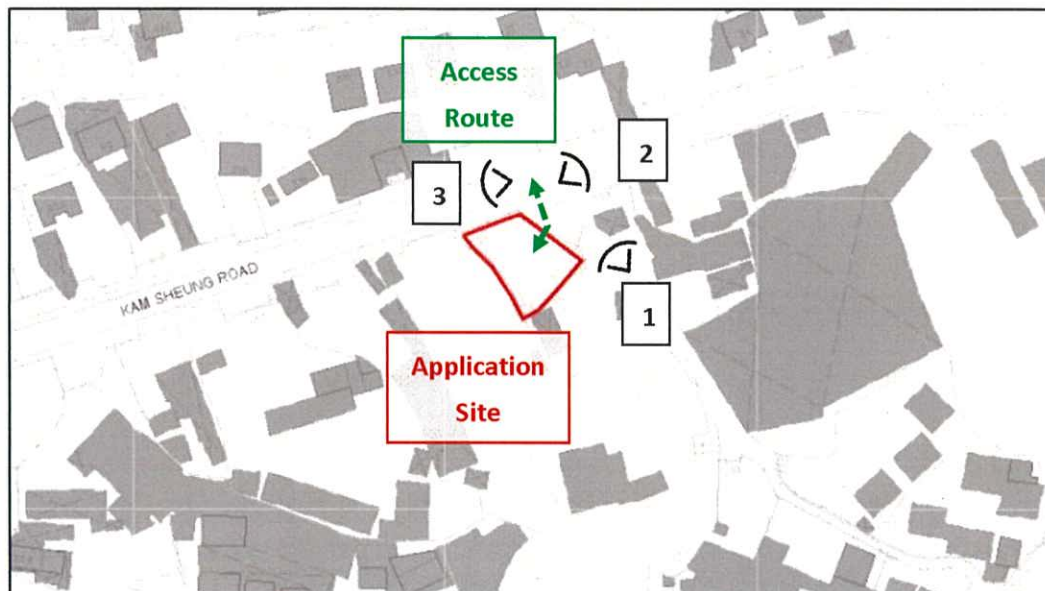 Access
Route
2
3
KAM SHEUNG ROAD
1
Application
Site